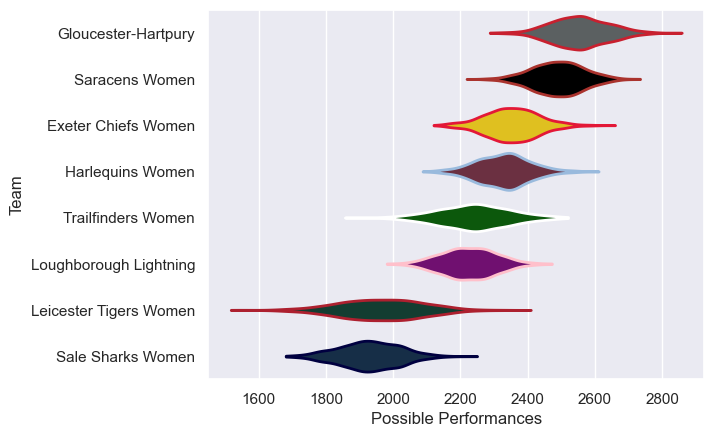 Gloucester-Hartpury
Saracens Women
Exeter Chiefs Women
Harlequins Women
Trailfinders Women
Loughborough Lightning
Leicester Tigers Women
Sale Sharks Women
Team
1600 1800 2000 2200 2400 2600 2800
Possible Performances